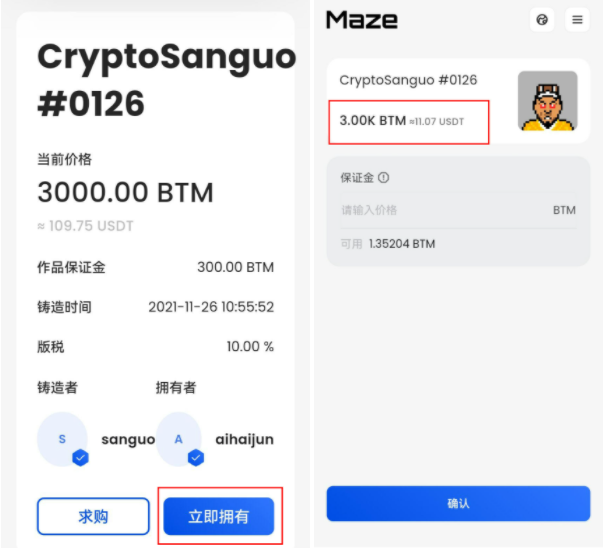 CryptoSanguo
#0126
当前价格
3000.00 BTM
≈ 109.75 USDT
作品保证金 300.00 BTM
铸造时间 2021-11-26 10:55:52
版税 10.00 %
铸造者 拥有者
S sanguo A aihaijun
求购 立即拥有
Maze
CryptoSanguo #0126
3.00K BTM ≈11.07 USDT
保证金
请输入价格 BTM
可用 1.35204 BTM
确认